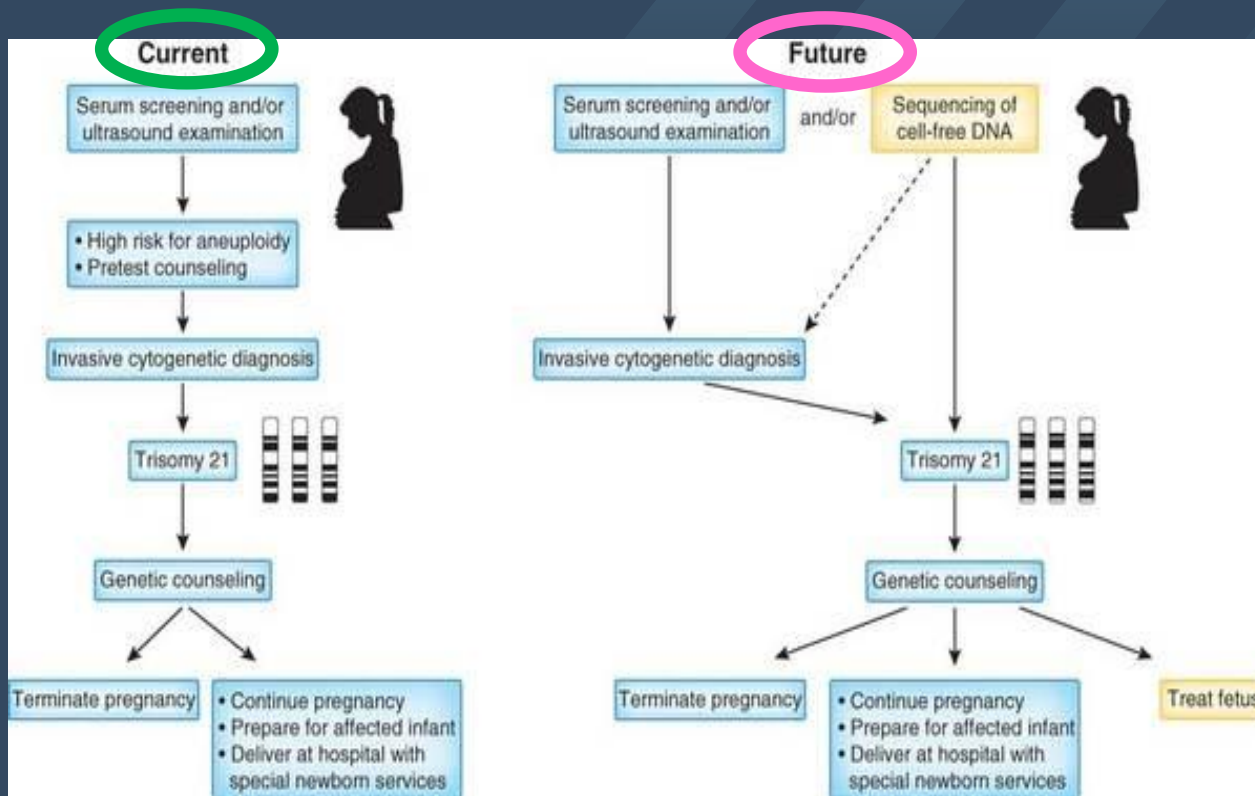 Current
Serum screening and/or
ultrasound examination
• High risk for aneuploidy
• Pretest counseling
Invasive cytogenetic diagnosis
Trisomy 21
Genetic counseling
Terminate pregnancy
• Continue pregnancy
• Prepare for affected infant
• Deliver at hospital with
special newborn services
Future
Serum screening and/or
ultrasound examination
and/or
Sequencing of
cell-free DNA
Invasive cytogenetic diagnosis
Trisomy 21
Genetic counseling
Terminate pregnancy
• Continue pregnancy
• Prepare for affected infant
• Deliver at hospital with
special newborn services
Treat fetus